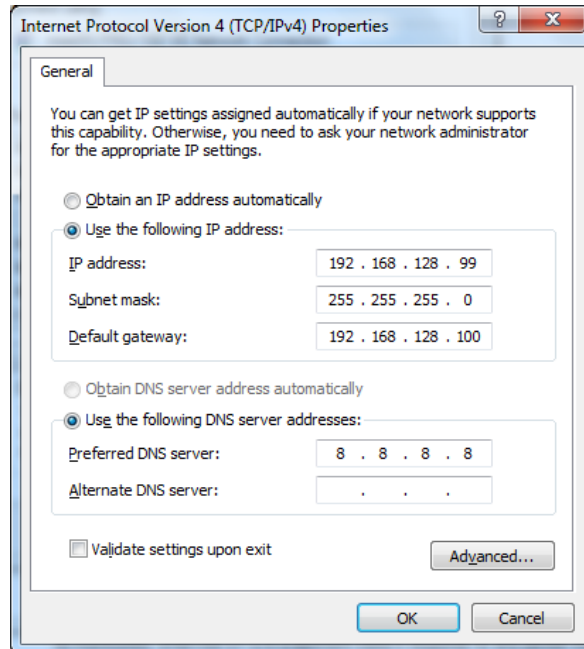 Internet Protocol Version 4 (TCP/IPv4) Properties
General
You can get IP settings assigned automatically if your network supports
this capability. Otherwise, you need to ask your network administrator
for the appropriate IP settings.
Obtain an IP address automatically
Use the following IP address:
IP address: 192 . 168 . 128 . 99
Subnet mask: 255 . 255 . 255 . 0
Default gateway: 192 . 168 . 128 . 100
Obtain DNS server address automatically
Use the following DNS server addresses:
Preferred DNS server: 8 . 8 . 8 . 8
Alternate DNS server: . . .
Validate settings upon exit
Advanced...
OK Cancel